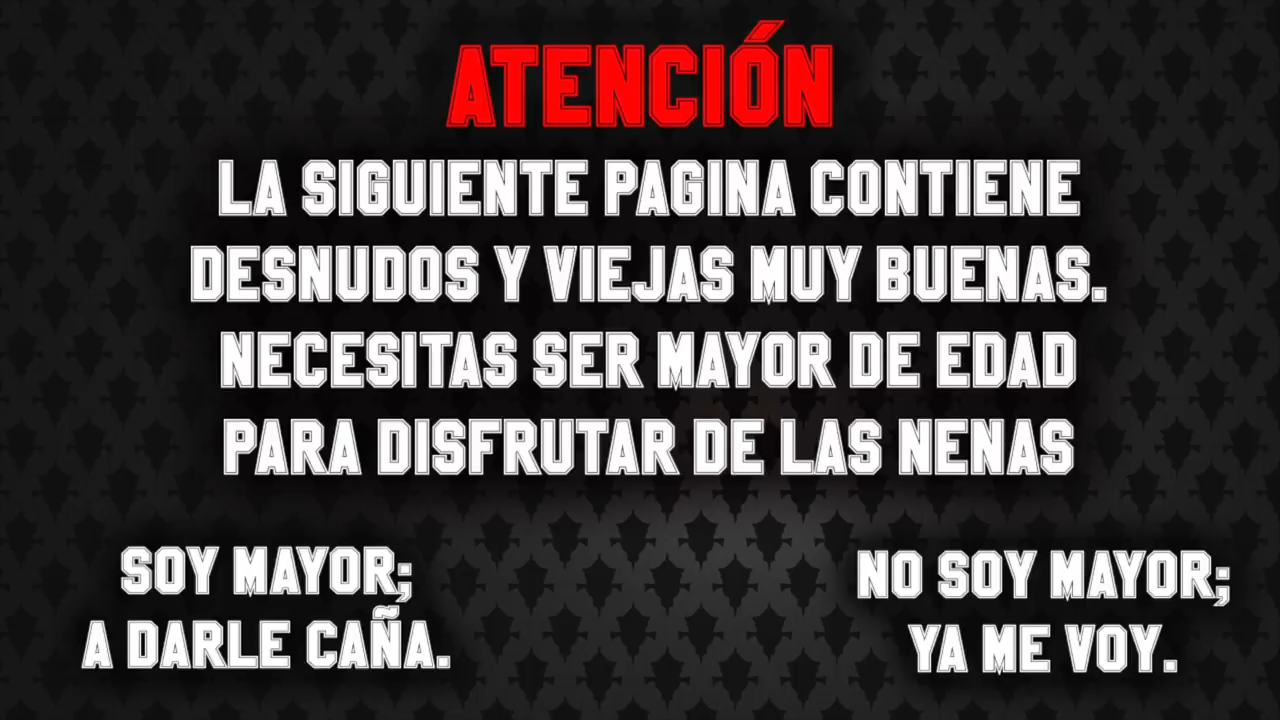 ATENCIÓN
LA SIGUIENTE PAGINA CONTIENE
DESNUDOS Y VIEJAS MUY BUENAS.
NECESITAS SER MAYOR DE EDAD
PARA DISFRUTAR DE LAS NENAS
SOY MAYOR;
A DARLE CAÑA.
NO SOY MAYOR;
YA ME VOY.